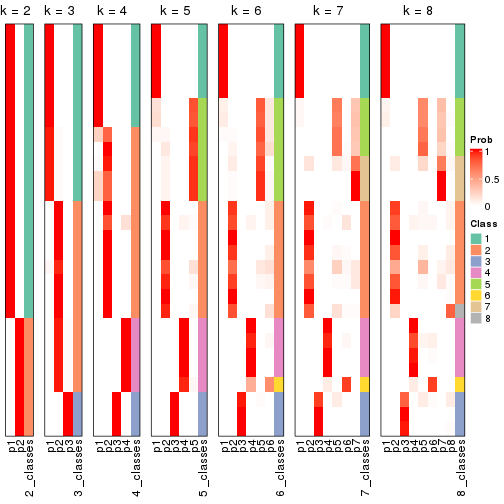 k = 2 k = 3 k = 4 k = 5 k = 6 k = 7 k = 8
Prob
1
0.5
0
Class
1
2
3
4
5
6
7
8
p1 p2 2_classes
p1 p2 p3 3_classes
p1 p2 p3 p4 4_classes
p1 p2 p3 p4 p5 5_classes
p1 p2 p3 p4 p5 p6 6_classes
p1 p2 p3 p4 p5 p6 p7 7_classes
p1 p2 p3 p4 p5 p6 p7 p8 8_classes